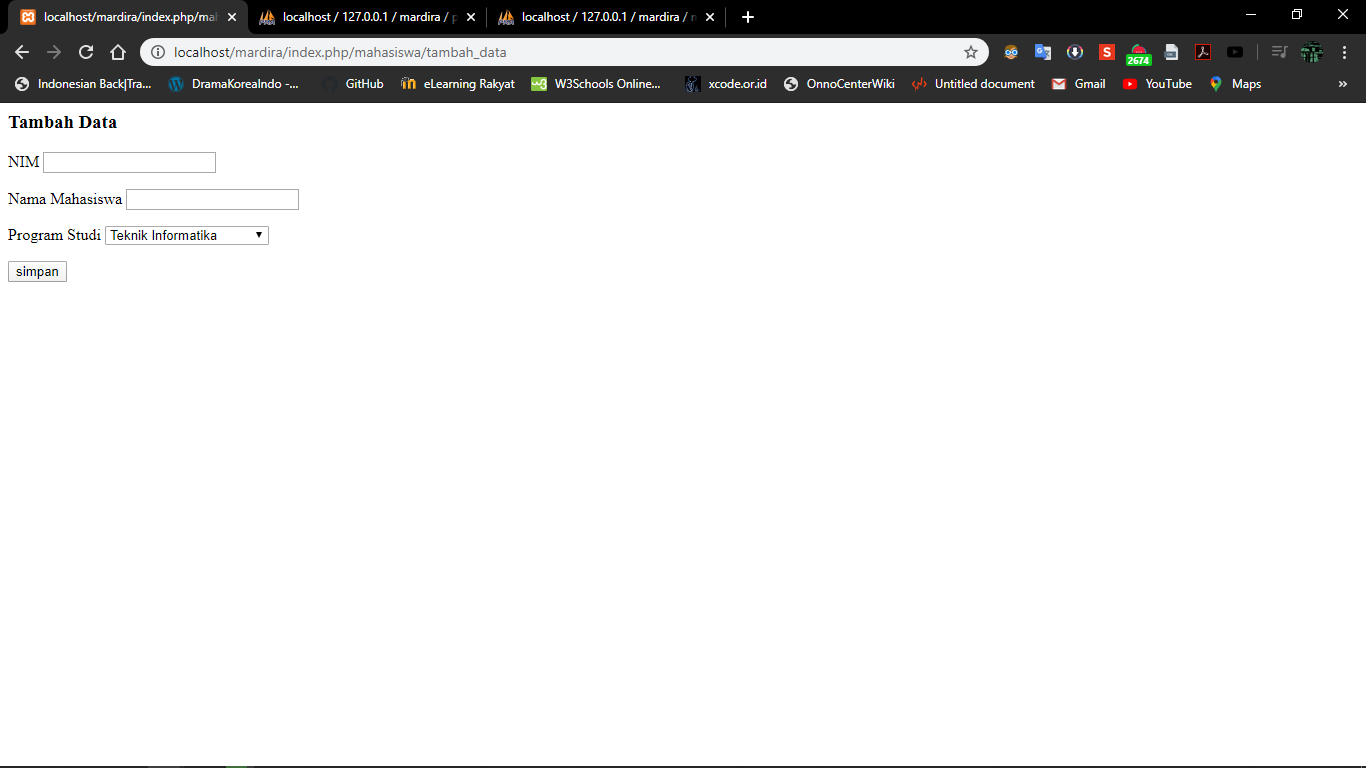 localhost/mardira/index.php/mah
localhost / 127.0.0.1 / mardira / p
localhost / 127.0.0.1 / mardira / m
localhost/mardira/index.php/mahasiswa/tambah_data
2674
Indonesian Back|Tra...
DramaKoreaIndo -...
GitHub
eLearning Rakyat
W3Schools Online...
xcode.or.id
OnnoCenterWiki
Untitled document
Gmail
YouTube
Maps
Tambah Data
NIM
Nama Mahasiswa
Program Studi Teknik Informatika
simpan